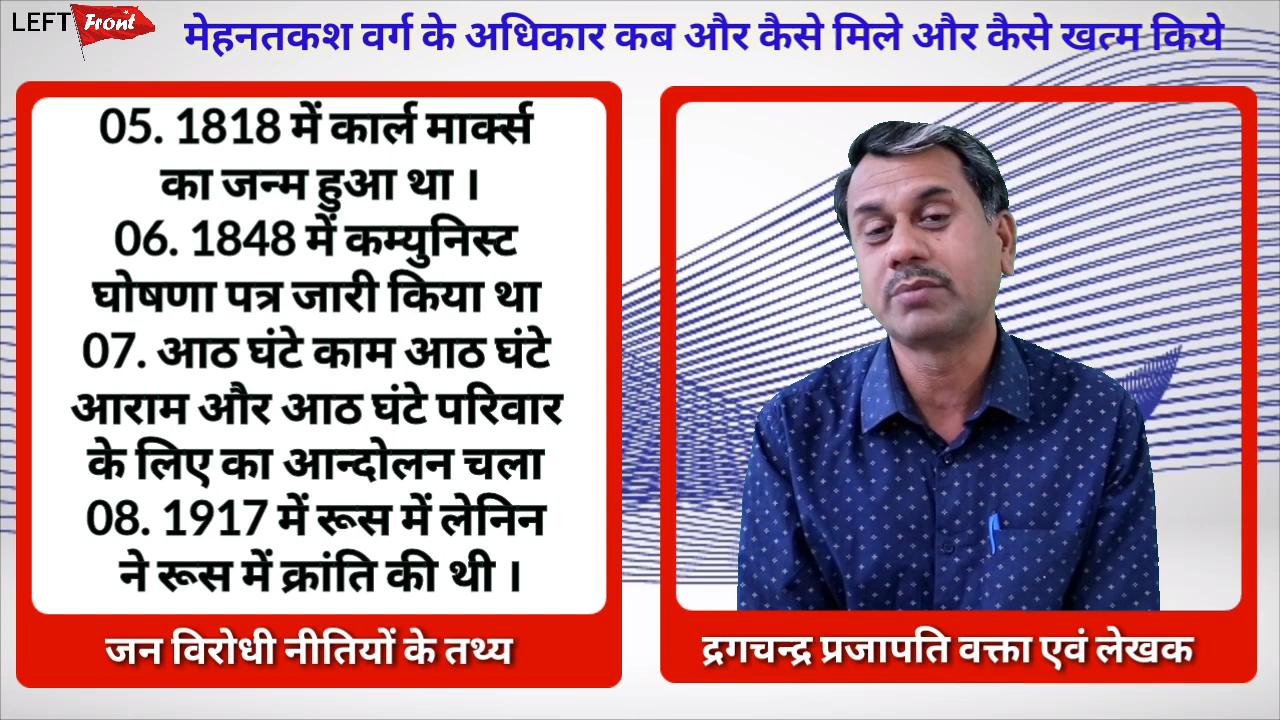 LEFT Front
मेहनतकश वर्ग के अधिकार कब और कैसे मिले और कैसे खत्म किये
05. 1818 में कार्ल मार्क्स
का जन्म हुआ था ।
06. 1848 में कम्युनिस्ट
घोषणा पत्र जारी किया था
07. आठ घंटे काम आठ घंटे
आराम और आठ घंटे परिवार
के लिए का आन्दोलन चला
08. 1917 में रूस में लेनिन
ने रूस में क्रांति की थी ।
जन विरोधी नीतियों के तथ्य
द्रगचन्द्र प्रजापति वक्ता एवं लेखक